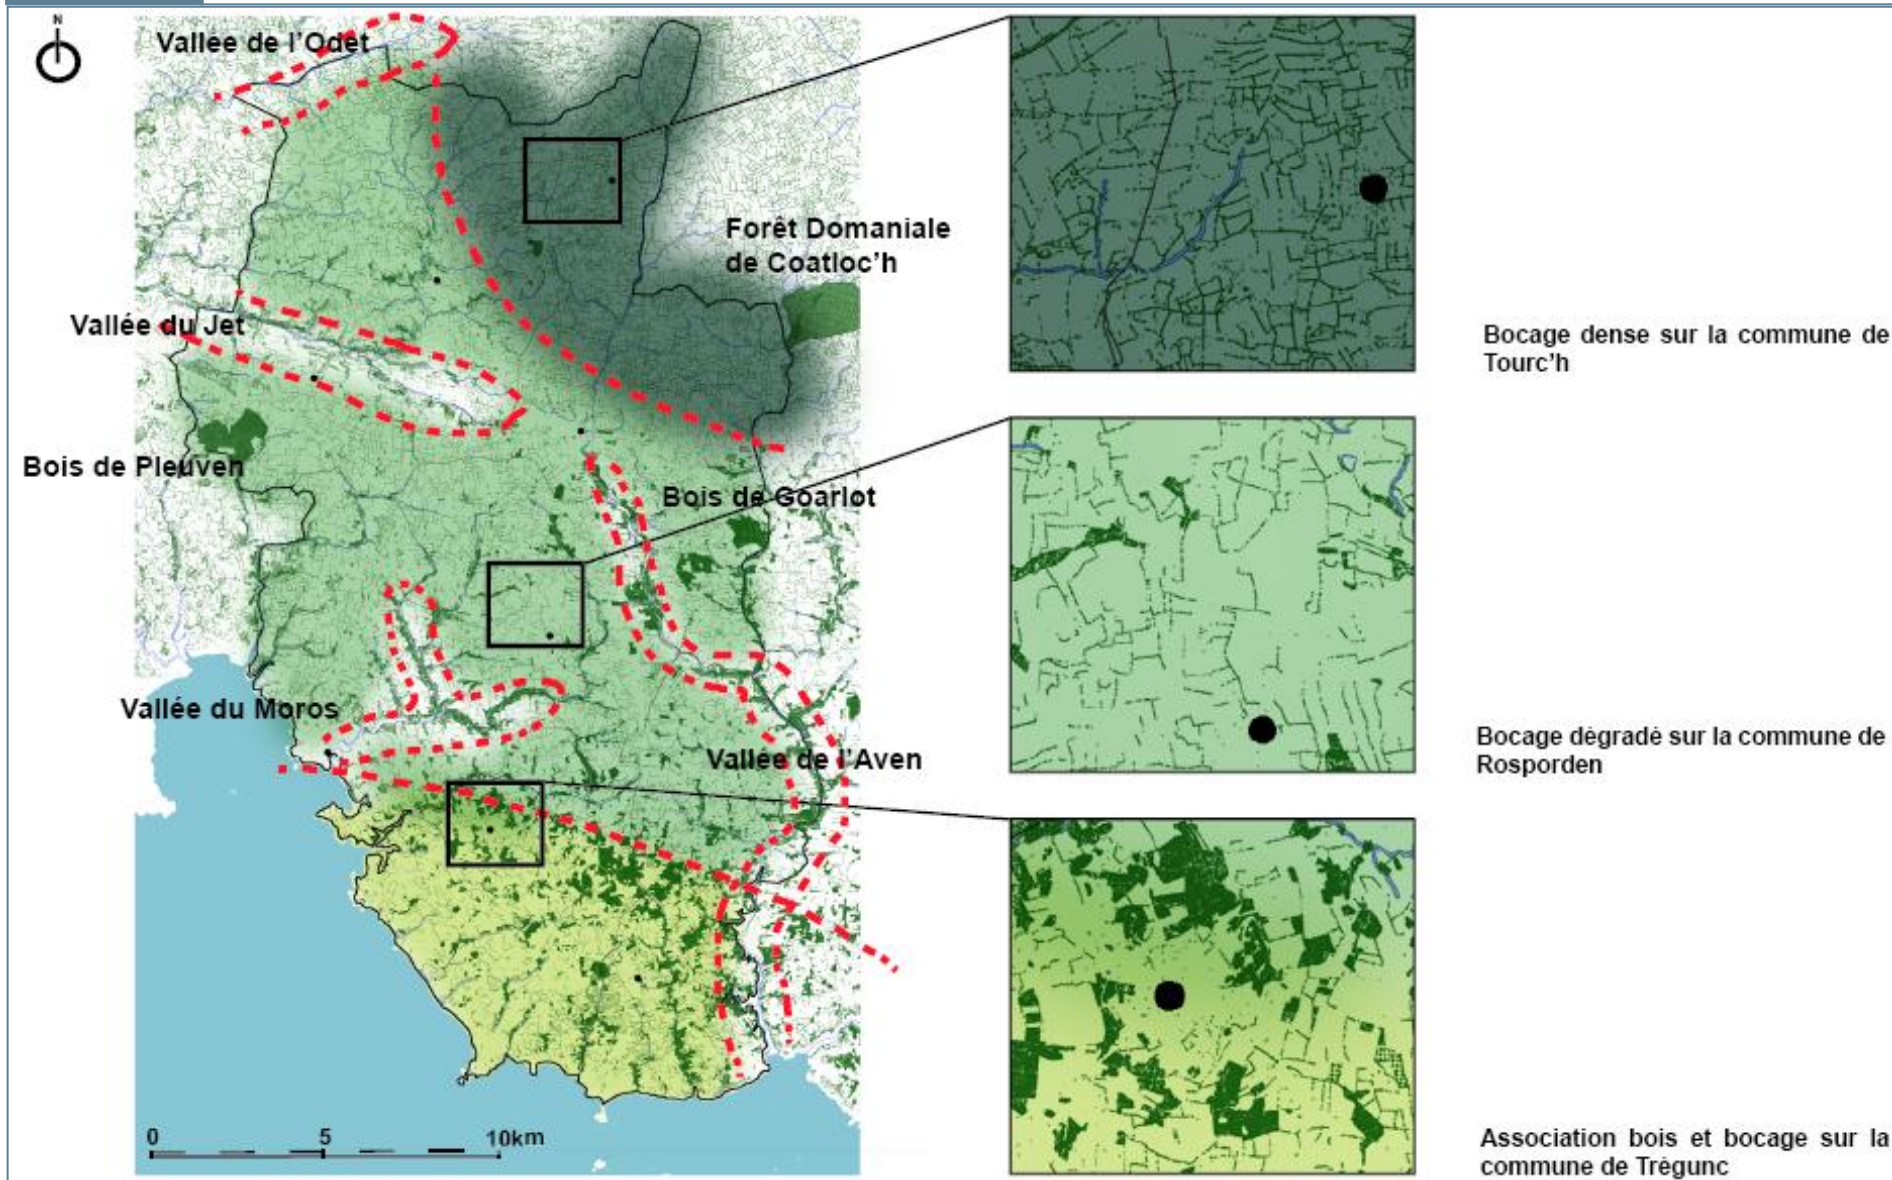 N
Vallée de l'Odet
Forêt Domaniale
de Coatloc'h
Vallée du Jet
Bois de Pleuven
Bois de Goarlot
Vallée du Moros
Vallée de l'Aven
0 5 10km
Bocage dense sur la commune de
Tourc'h
Bocage dégradé sur la commune de
Rosporden
Association bois et bocage sur la
commune de Trégunc